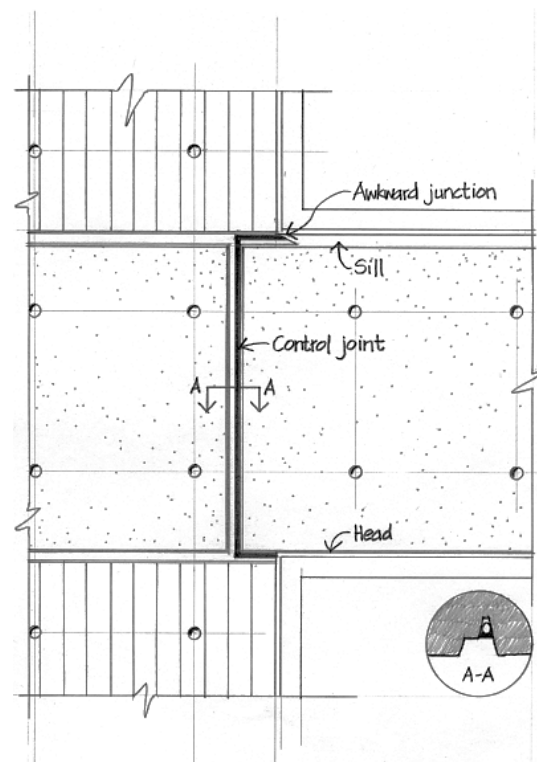 Awkward junction
Sill
Control joint
A A
Head
A-A